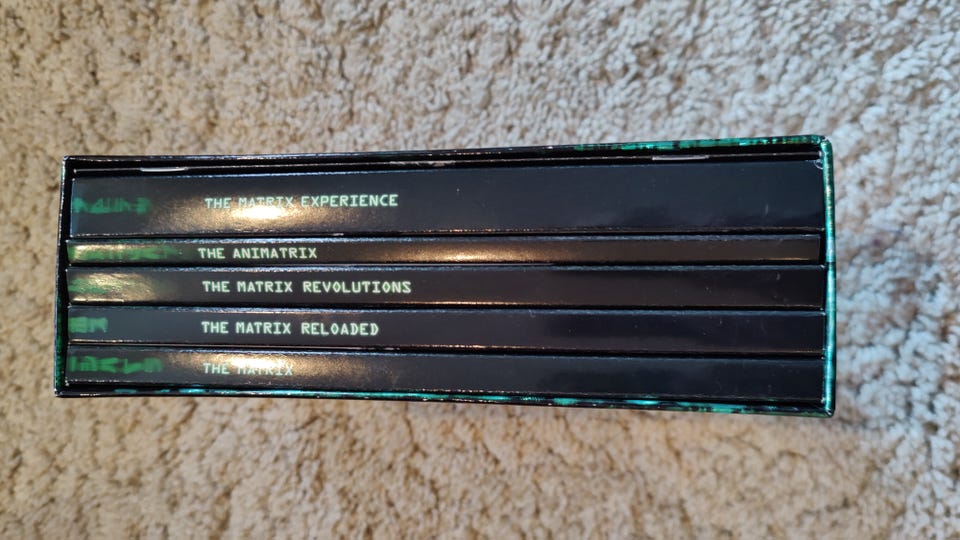 THE MATRIX EXPERIENCE
THE ANIMATRIX
THE MATRIX REVOLUTIONS
THE MATRIX RELOADED
THE MATRIX